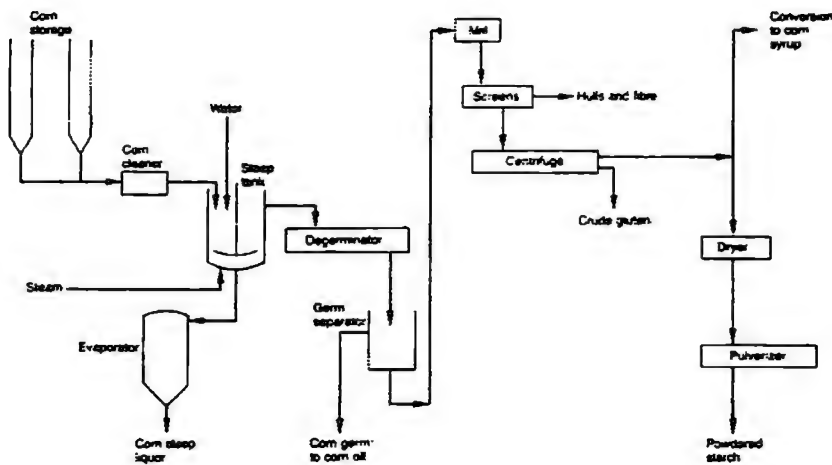 Corn
storage
Corn
cleaner
Water
Steep
tank
Steam
Evaporator
Corn steep
liquor
Degerminator
Germ
separator
Corn germ
to corn oil
Mill
Screens
Hulls and fibre
Centrifuge
Crude gluten
Conversion
to corn
syrup
Dryer
Pulverizer
Powdered
starch